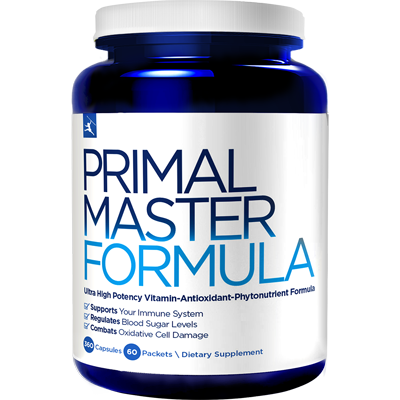 PRIMAL
MASTER
FORMULA
Ultra High Potency Vitamin-Antioxidant-Phytonutrient Formula
Supports Your Immune System
Regulates Blood Sugar Levels
Combats Oxidative Cell Damage
360 Capsules 60 Packets \ Dietary Supplement